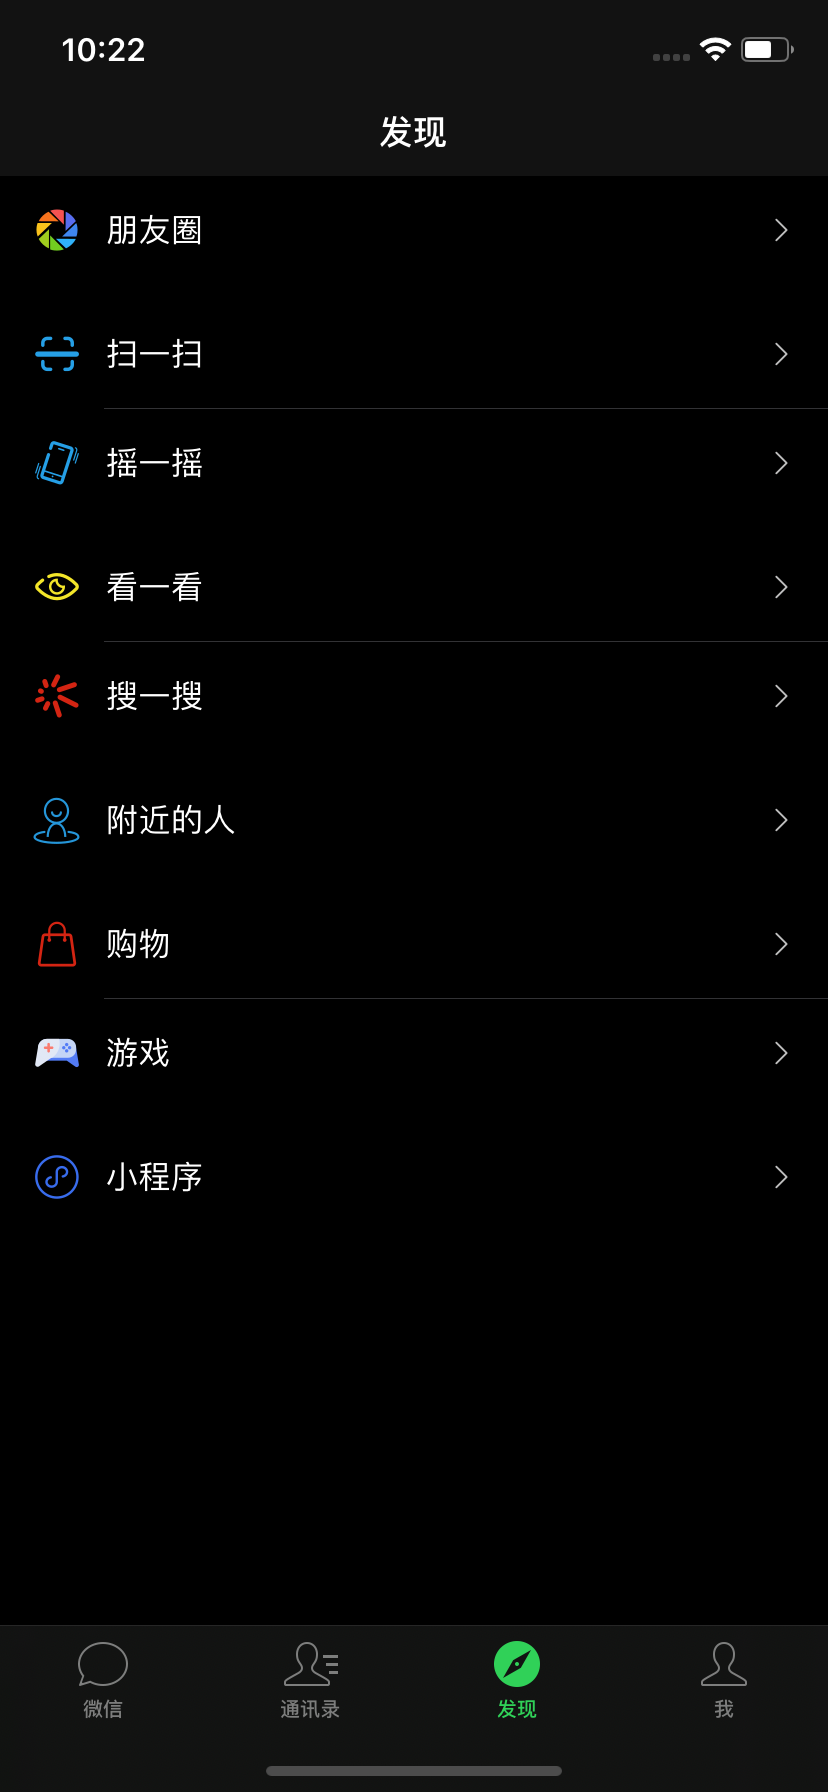 10:22
发现
朋友圈
扫一扫
摇一摇
看一看
搜一搜
附近的人
购物
游戏
小程序
微信
通讯录
发现
我